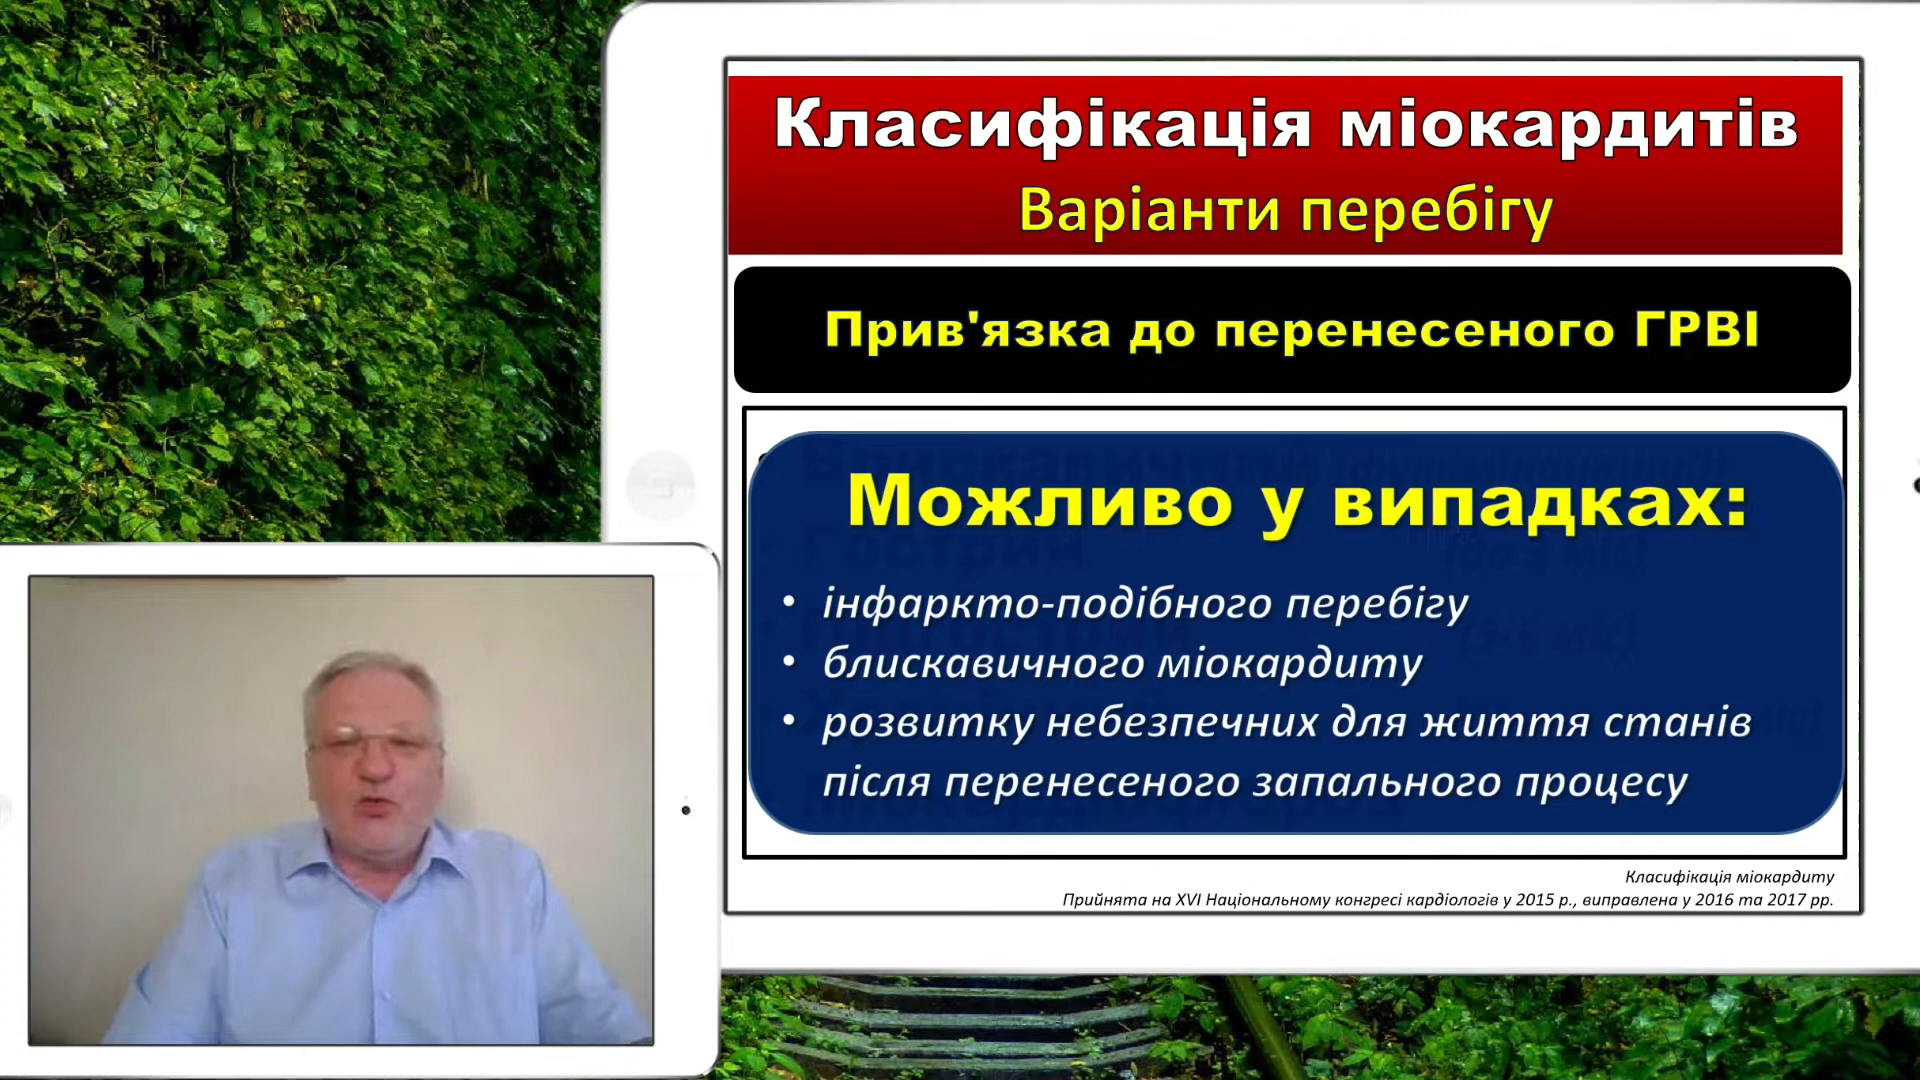 Класифікація міокардитів
Варіанти перебігу
Прив'язка до перенесеного ГРВІ
Можливо у випадках:
• інфаркто-подібного перебігу
• блискавичного міокардиту
• розвитку небезпечних для життя станів
після перенесеного запального процесу
Класифікація міокардиту
Прийнята на XVI Національному конгресі кардіологів у 2015 р., виправлена у 2016 та 2017 рр.